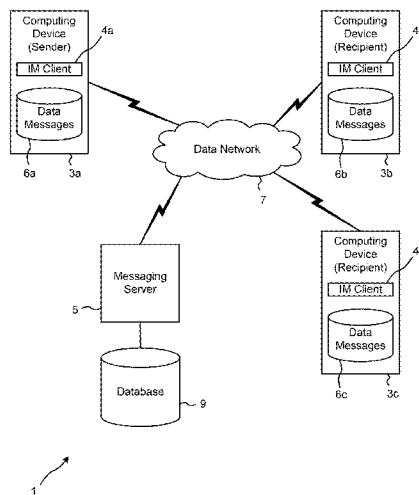 Computing
Device
(Sender)
4a
IM Client
Data
Messages
6a
3a
Computing
Device
(Recipient)
4
IM Client
Data
Messages
6b
3b
Data Network
7
Messaging
Server
5
Database
9
Computing
Device
(Recipient)
4
IM Client
Data
Messages
6c
3c
1